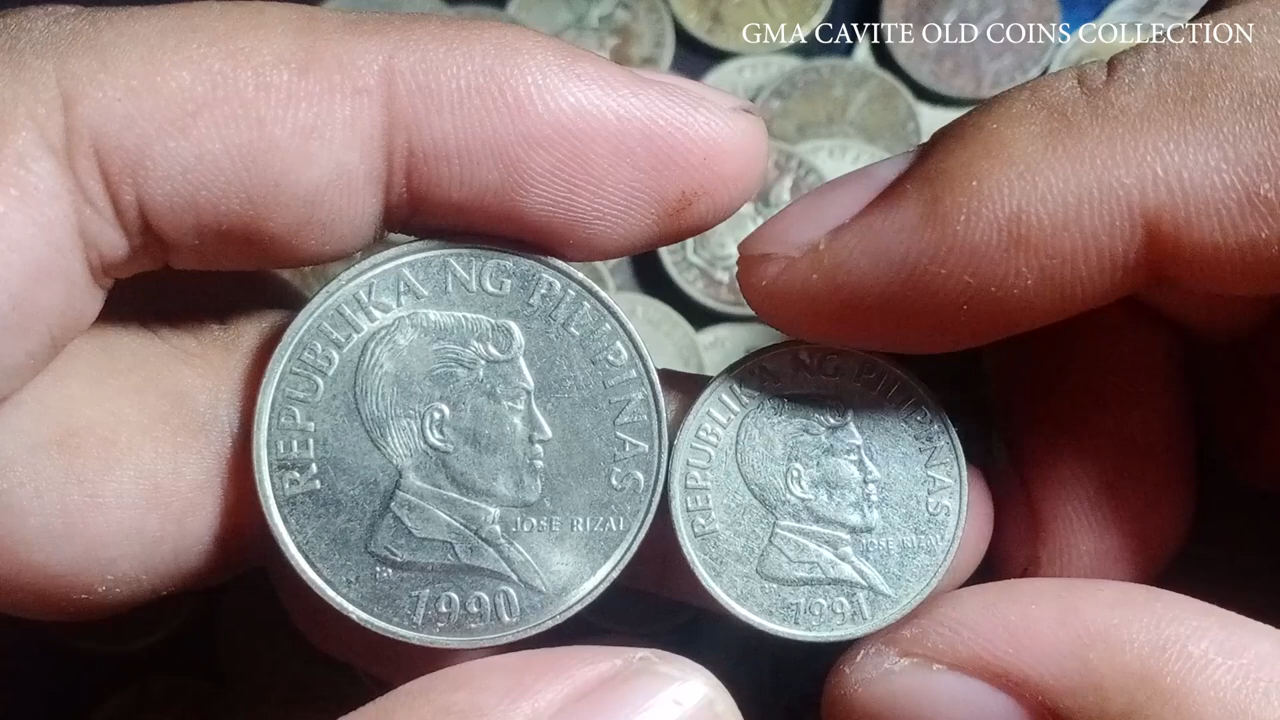 GMA CAVITE OLD COINS COLLECTION
REPUBLIKA NG PILIPINAS
JOSE RIZAL
1990
REPUBLIKA NG PILIPINAS
JOSE RIZAL
1991